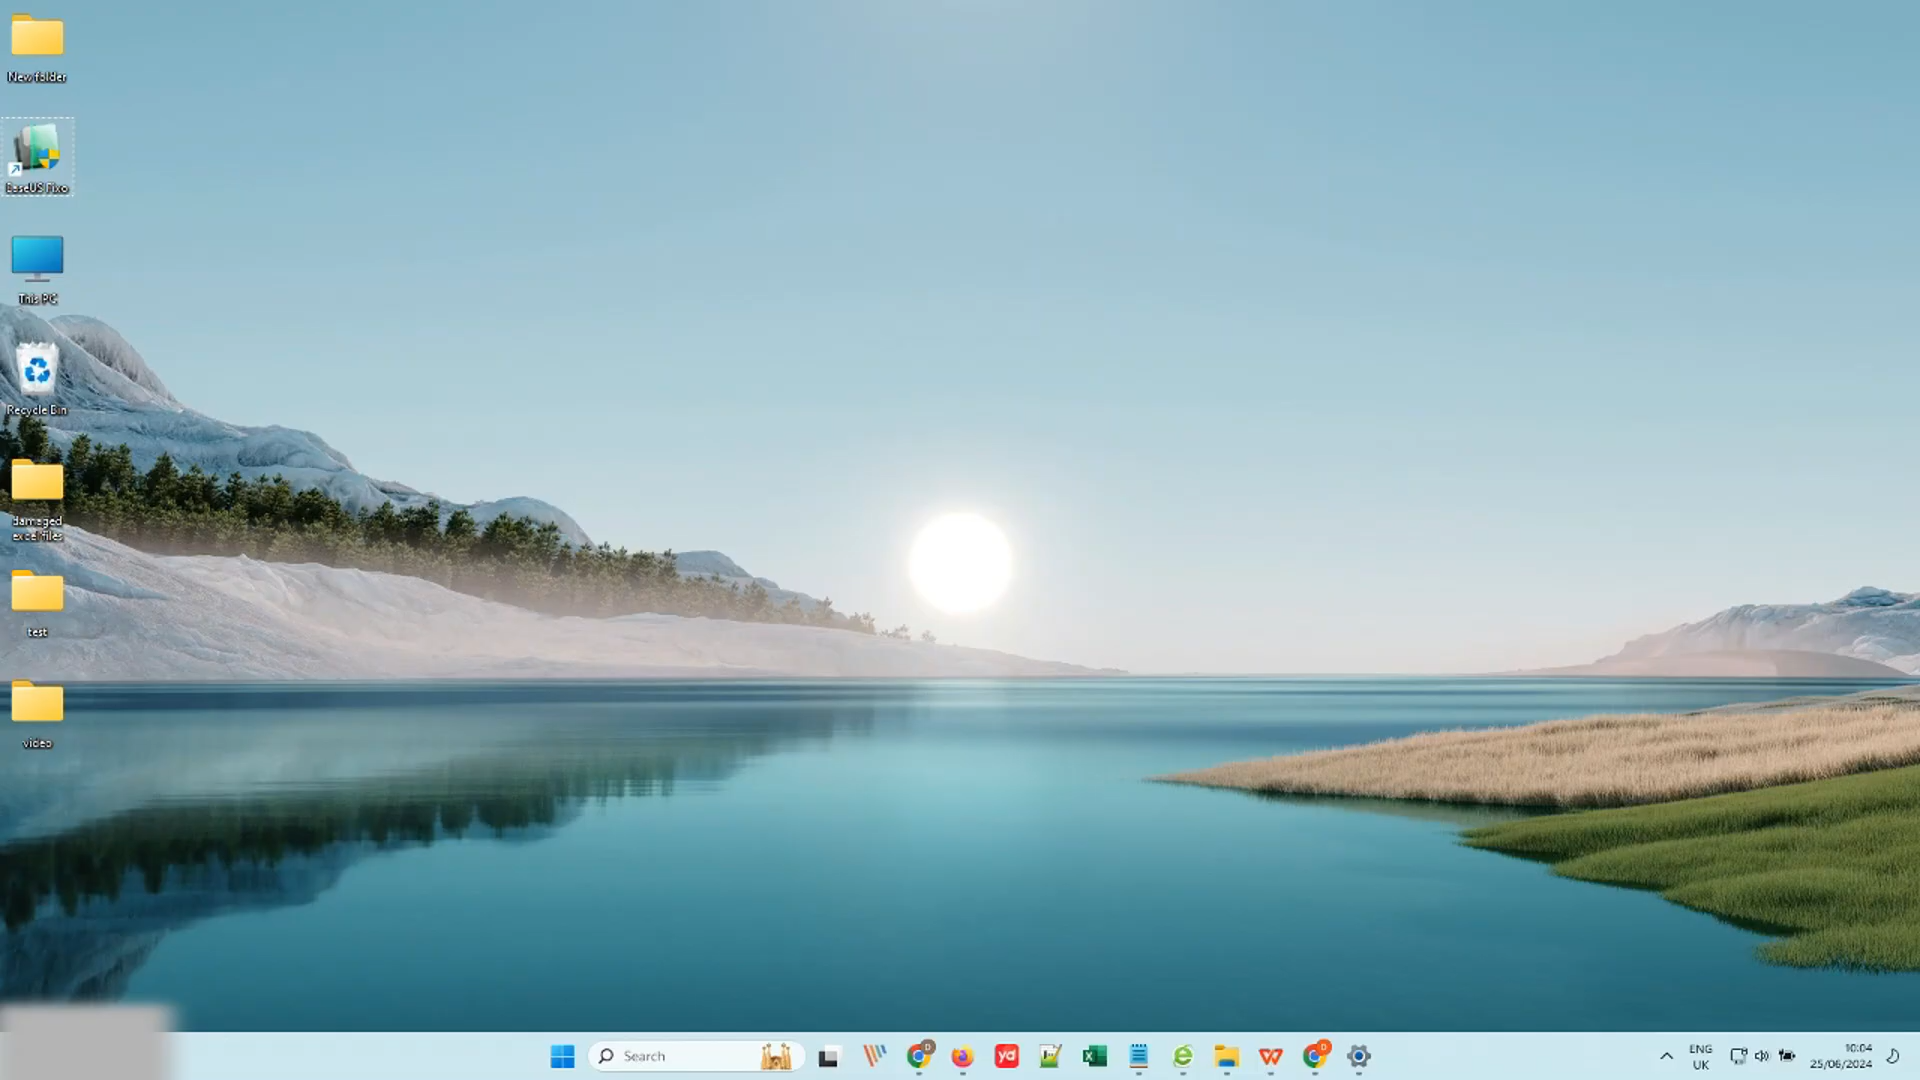 New folder
EaseUS Fixo
This PC
Recycle Bin
damaged
excel files
test
video
Search
yd
D
D
ENG
UK
10:04
25/06/2024